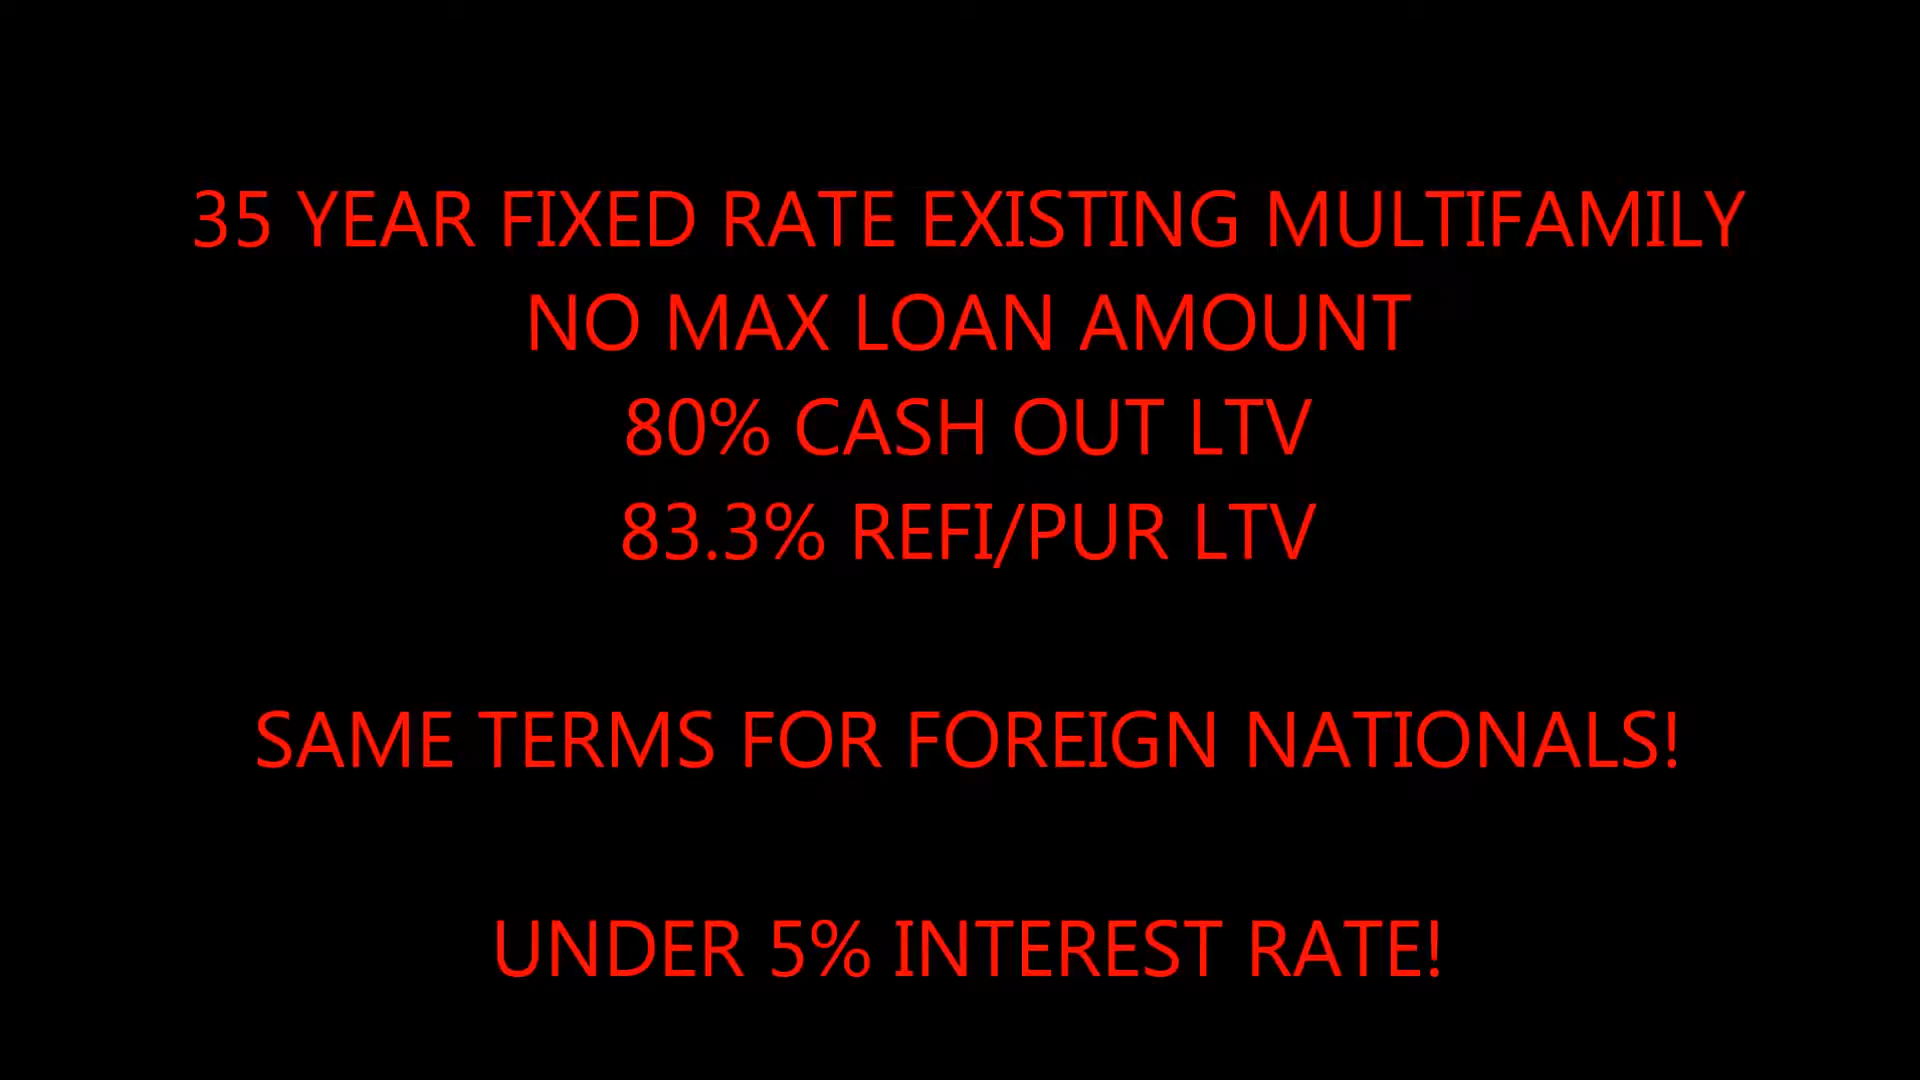 35 YEAR FIXED RATE EXISTING MULTIFAMILY
NO MAX LOAN AMOUNT
80% CASH OUT LTV
83.3% REFI/PUR LTV
SAME TERMS FOR FOREIGN NATIONALS!
UNDER 5% INTEREST RATE!